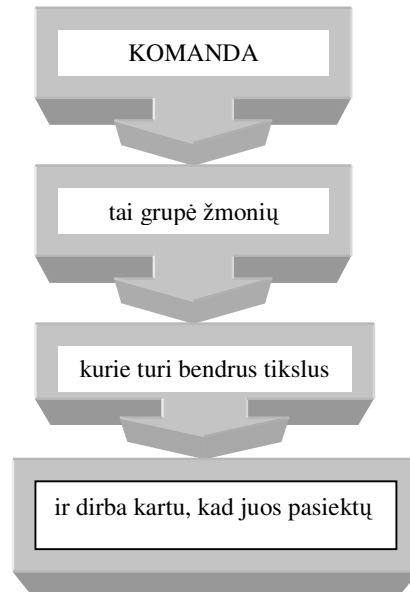 KOMANDA
tai grupė žmonių
kurie turi bendrus tikslus
ir dirba kartu, kad juos pasiektų